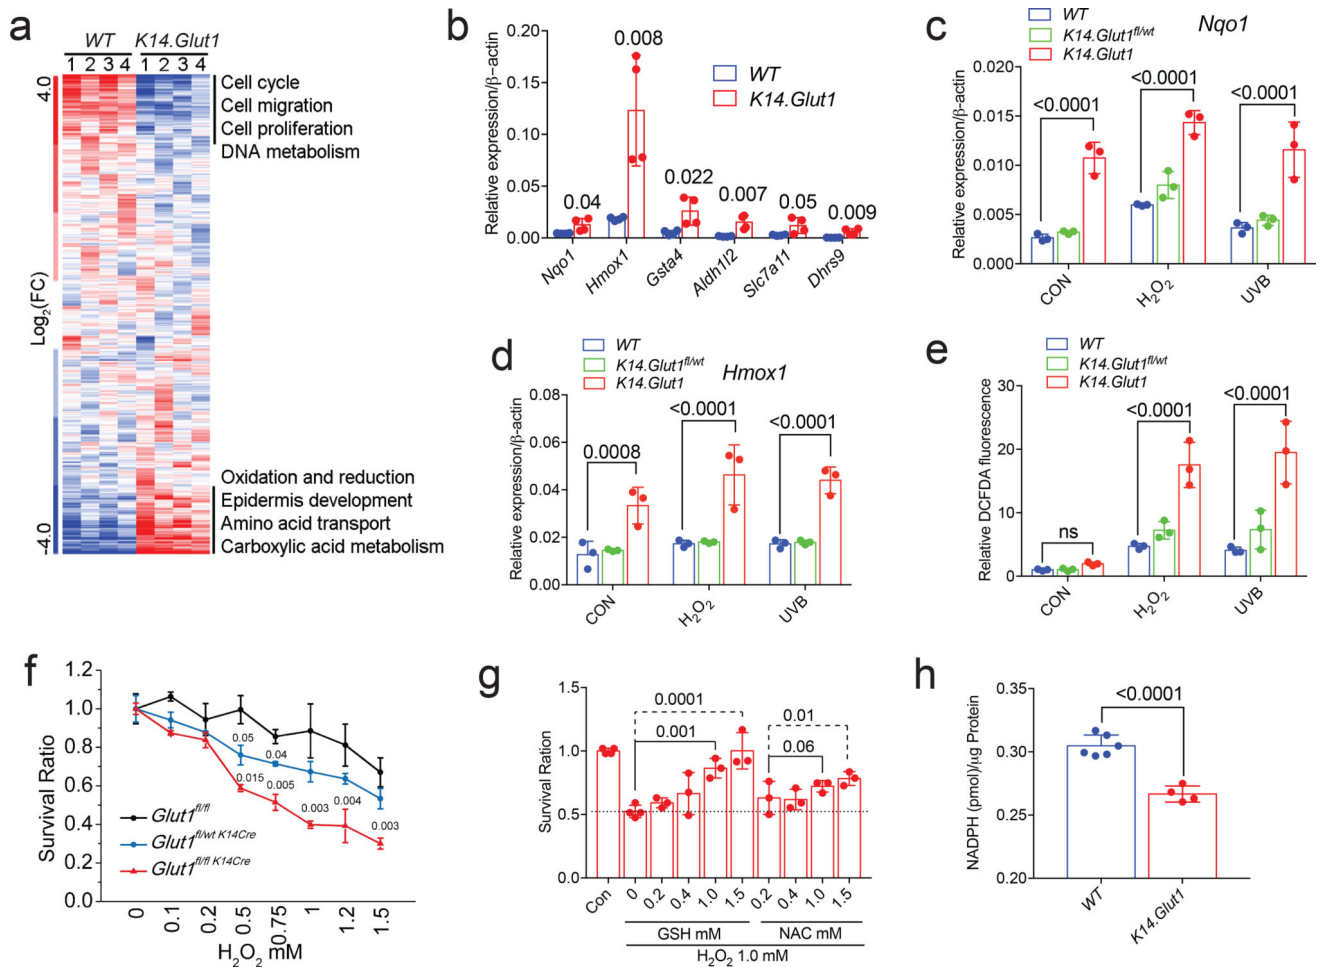 a
WT K14.Glut1
1 2 3 4 1 2 3 4
4.0
Log2(FC)
-4.0
Cell cycle
Cell migration
Cell proliferation
DNA metabolism
Oxidation and reduction
Epidermis development
Amino acid transport
Carboxylic acid metabolism
b
Relative expression/β−actin
0.20
0.15
0.10
0.05
0.00
WT
K14.Glut1
0.04
0.008
0.022
0.007
0.05
0.009
Nqo1
Hmox1
Gsta4
Aldh1l2
Slc7a11
Dhrs9
c
WT
K14.Glut1fl/wt
K14.Glut1
Nqo1
Relative expression/β-actin
0.020
0.015
0.010
0.005
0.000
<0.0001
<0.0001
<0.0001
CON
H2O2
UVB
d
WT
K14.Glut1fl/wt
K14.Glut1
Hmox1
Relative expression/β-actin
0.08
0.06
0.04
0.02
0.00
0.0008
<0.0001
<0.0001
CON
H2O2
UVB
e
WT
K14.Glut1fl/wt
K14.Glut1
Relative DCFDA fluorescence
30
20
10
0
ns
<0.0001
<0.0001
CON
H2O2
UVB
f
Survival Ratio
1.2
1.0
0.8
0.6
0.4
0.2
0
0.05
0.04
0.015
0.005
0.003
0.004
0.003
Glut1fl/fl
Glut1fl/wt K14Cre
Glut1fl/fl K14Cre
0 0.1 0.2 0.5 0.75 1 1.2 1.5
H2O2 mM
g
Survival Ration
1.5
1.0
0.5
0.0
0.0001
0.001
0.01
0.06
Con 0 0.2 0.4 1.0 1.5 0.2 0.4 1.0 1.5
GSH mM NAC mM
H2O2 1.0 mM
h
NADPH (pmol)/μg Protein
0.35
0.30
0.25
0.20
<0.0001
WT
K14.Glut1